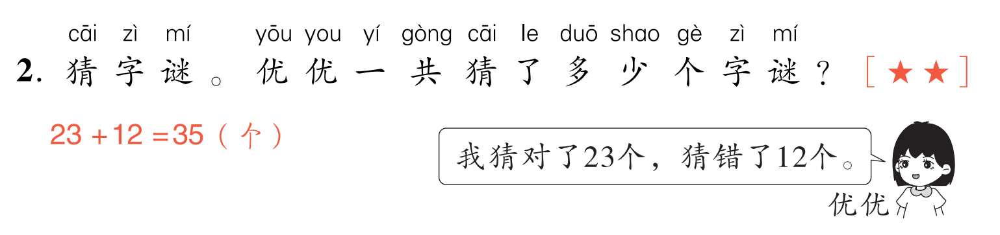 cāi zì mí yōu you yí gòng cāi le duō shao gè zì mí
2. 猜字谜。优优一共猜了多少个字谜？[★★]
23+12=35（个）
我猜对了23个，猜错了12个。
优优